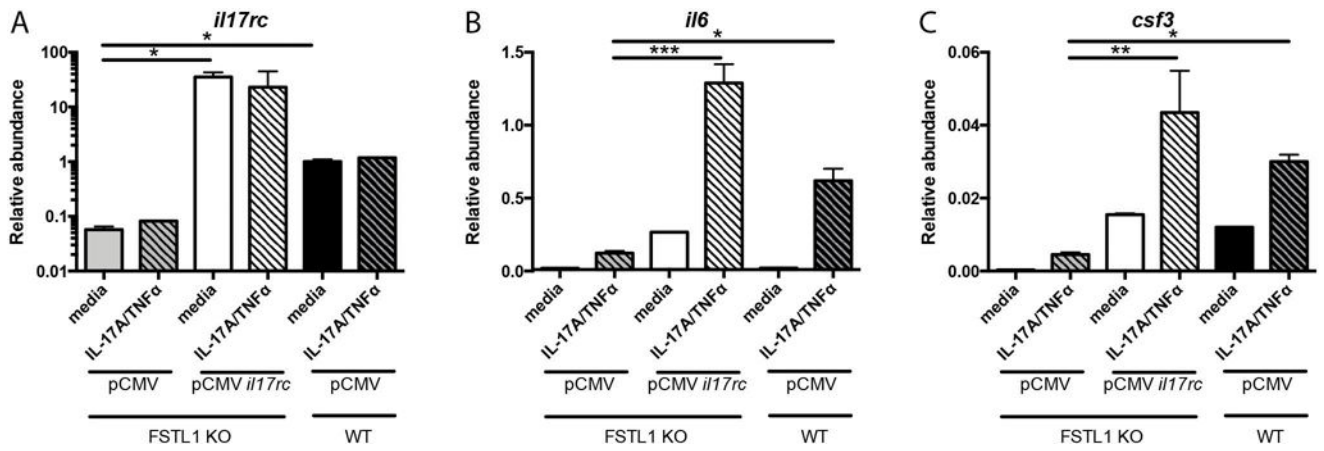 A
il17rc
Relative abundance
100
10
1
0.1
0.01
*
*
media
IL-17A/TNFα
media
IL-17A/TNFα
media
IL-17A/TNFα
pCMV
pCMV il17rc
pCMV
FSTL1 KO
WT
B
il6
Relative abundance
1.5
1.0
0.5
0.0
*
***
media
IL-17A/TNFα
media
IL-17A/TNFα
media
IL-17A/TNFα
pCMV
pCMV il17rc
pCMV
FSTL1 KO
WT
C
csf3
Relative abundance
0.06
0.04
0.02
0.00
*
**
media
IL-17A/TNFα
media
IL-17A/TNFα
media
IL-17A/TNFα
pCMV
pCMV il17rc
pCMV
FSTL1 KO
WT